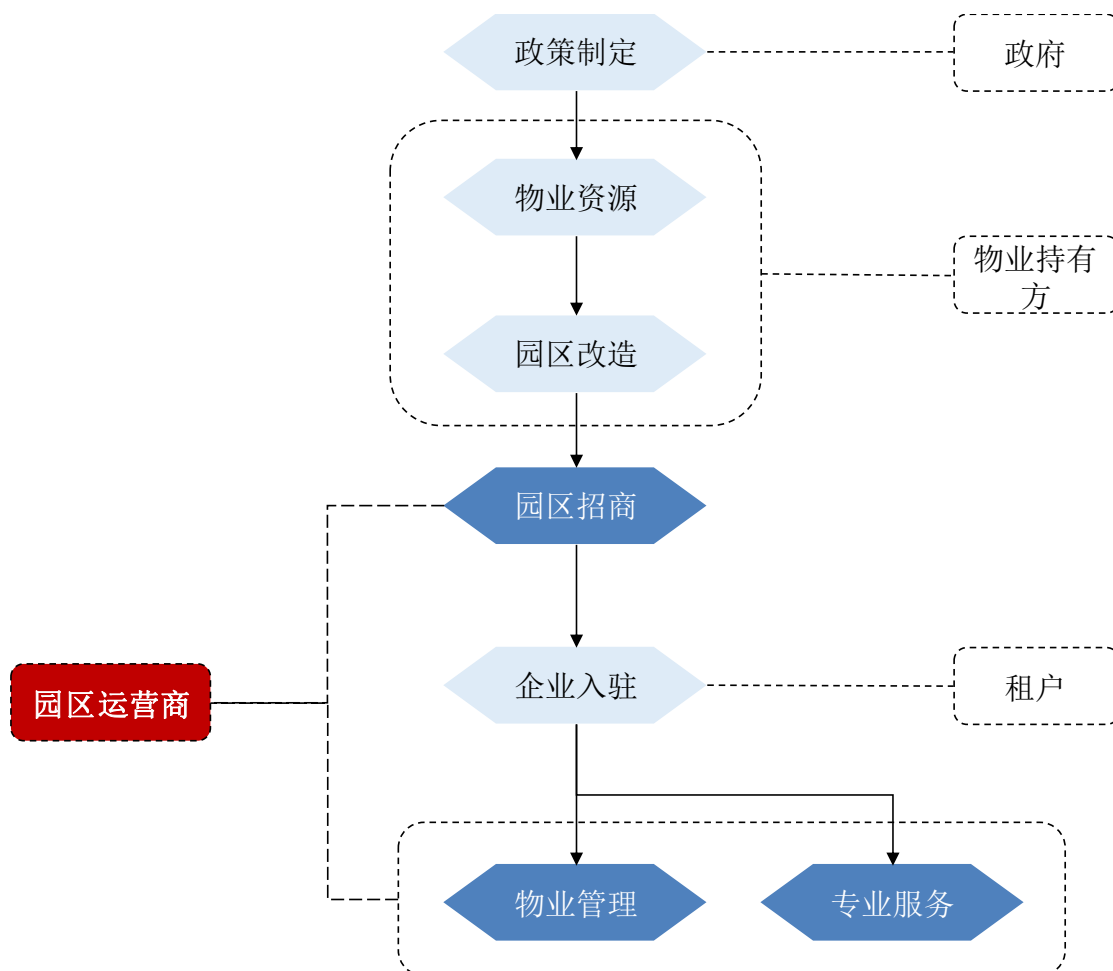 政策制定
政府
物业资源
物业持有
方
园区改造
园区招商
企业入驻
租户
园区运营商
物业管理
专业服务